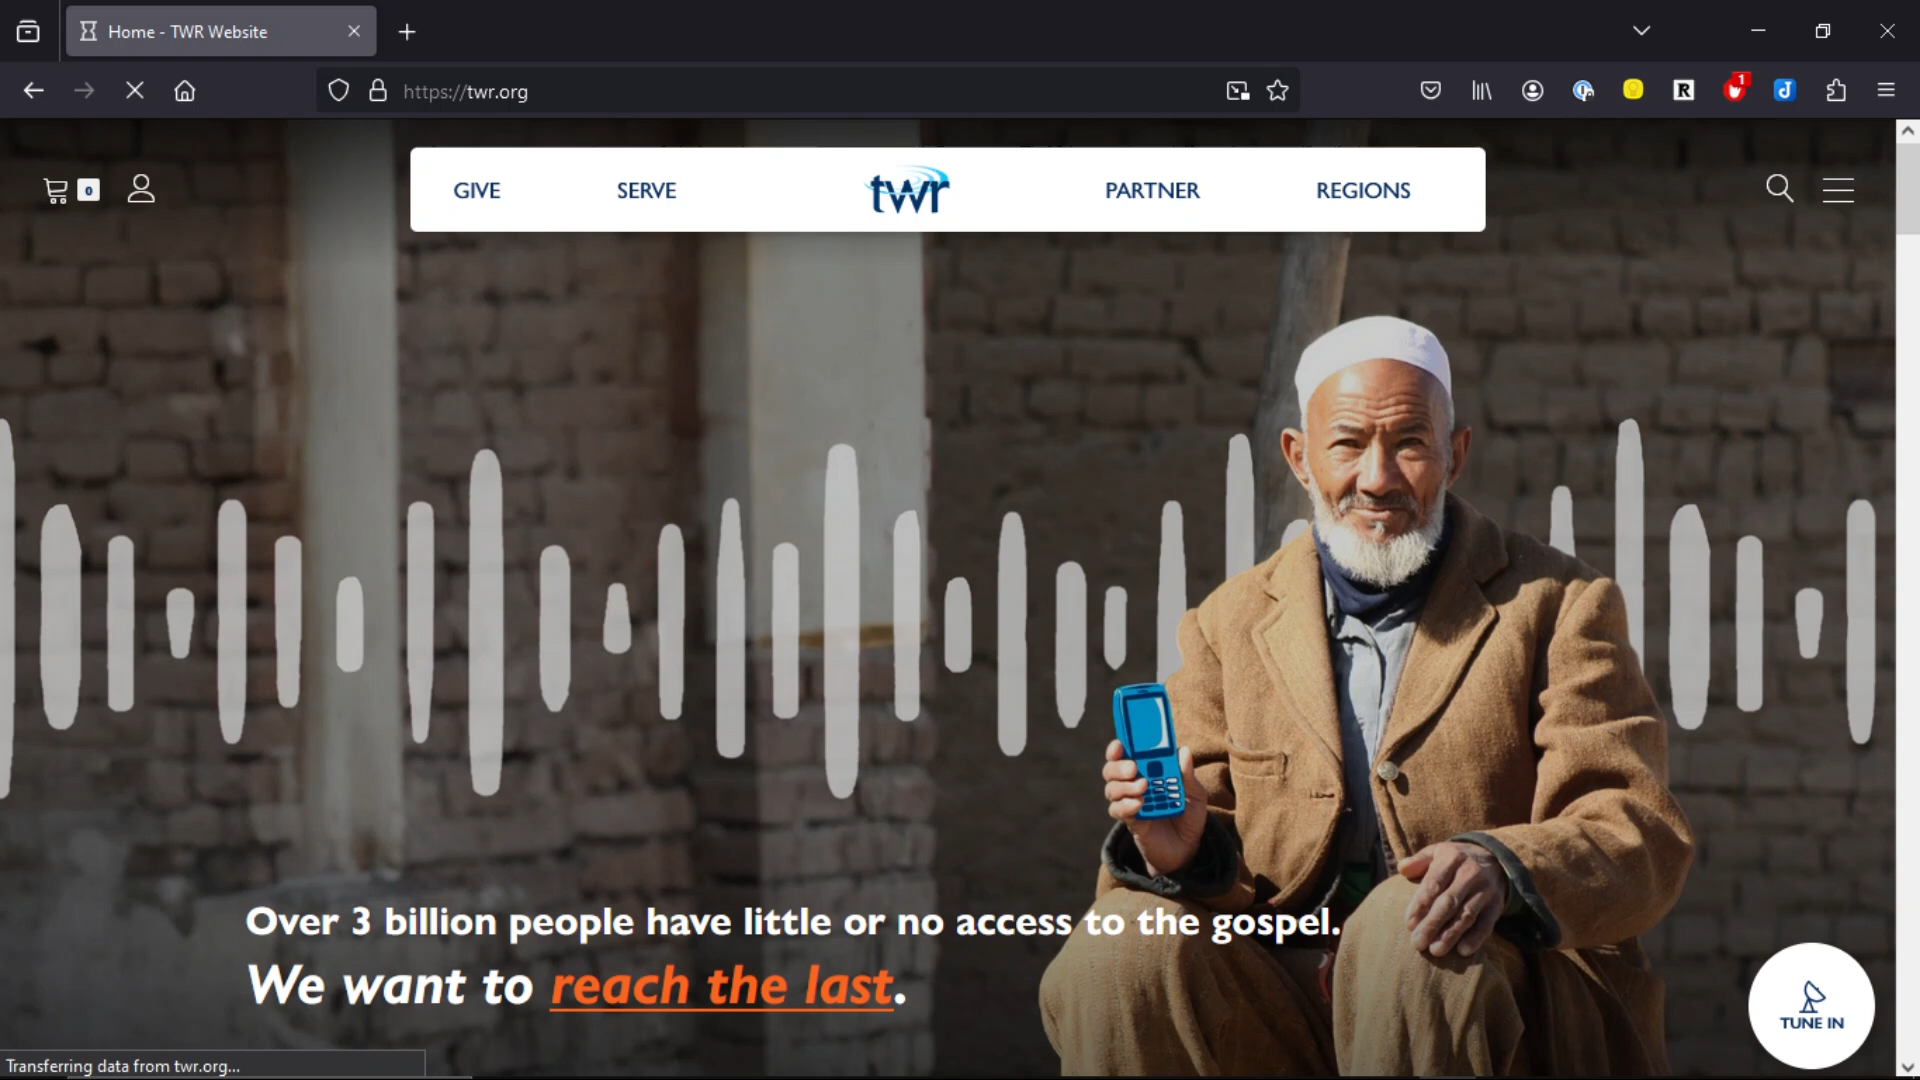 Home - TWR Website
https://twr.org
1
0
GIVE
SERVE
twr
PARTNER
REGIONS
Over 3 billion people have little or no access to the gospel.
We want to reach the last.
TUNE IN
Transferring data from twr.org...